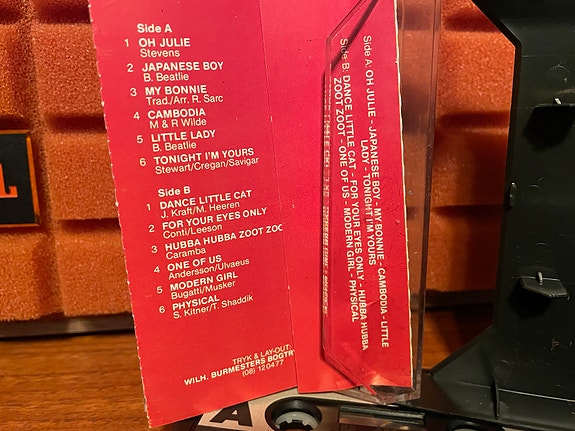 Side A
1 OH JULIE
Stevens
2 JAPANESE BOY
B. Beatlie
3 MY BONNIE
Trad./Arr. R. Sarc
4 CAMBODIA
M & R Wilde
5 LITTLE LADY
B. Beatlie
6 TONIGHT I'M YOURS
Stewart/Cregan/Savigar
Side B
1 DANCE LITTLE CAT
J. Kraft/M. Heeren
2 FOR YOUR EYES ONLY
Conti/Leeson
3 HUBBA HUBBA ZOOT ZOO
Caramba
4 ONE OF US
Andersson/Ulvaeus
5 MODERN GIRL
Bugatti/Musker
6 PHYSICAL
S. Kitner/T. Shaddik
TRYK & LAY-OUT:
WILH. BURMESTERS BOGTR
(08) 12 04 77
Side A: OH JULIE - JAPANESE BOY - MY BONNIE - CAMBODIA - LITTLE
LADY - TONIGHT I'M YOURS
Side B: DANCE LITTLE CAT - FOR YOUR EYES ONLY - HUBBA HUBBA
ZOOT ZOOT - ONE OF US - MODERN GIRL - PHYSICAL
A